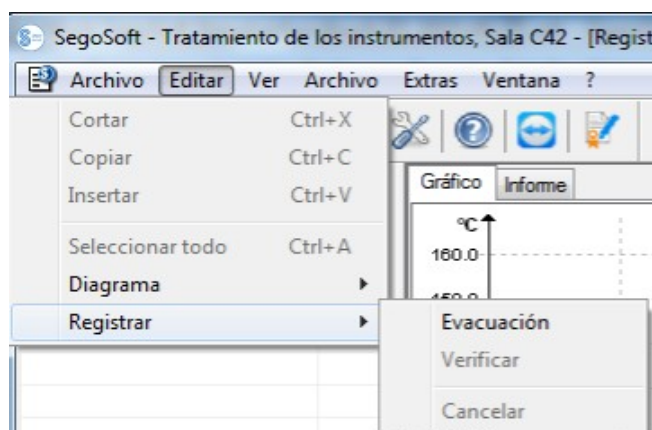 SegoSoft - Tratamiento de los instrumentos, Sala C42 - [Regist
Archivo Editar Ver Archivo Extras Ventana ?
Cortar Ctrl+X
Copiar Ctrl+C
Insertar Ctrl+V
Seleccionar todo Ctrl+A
Diagrama
Registrar
Gráfico Informe
°C
160.0
Evacuación
Verificar
Cancelar